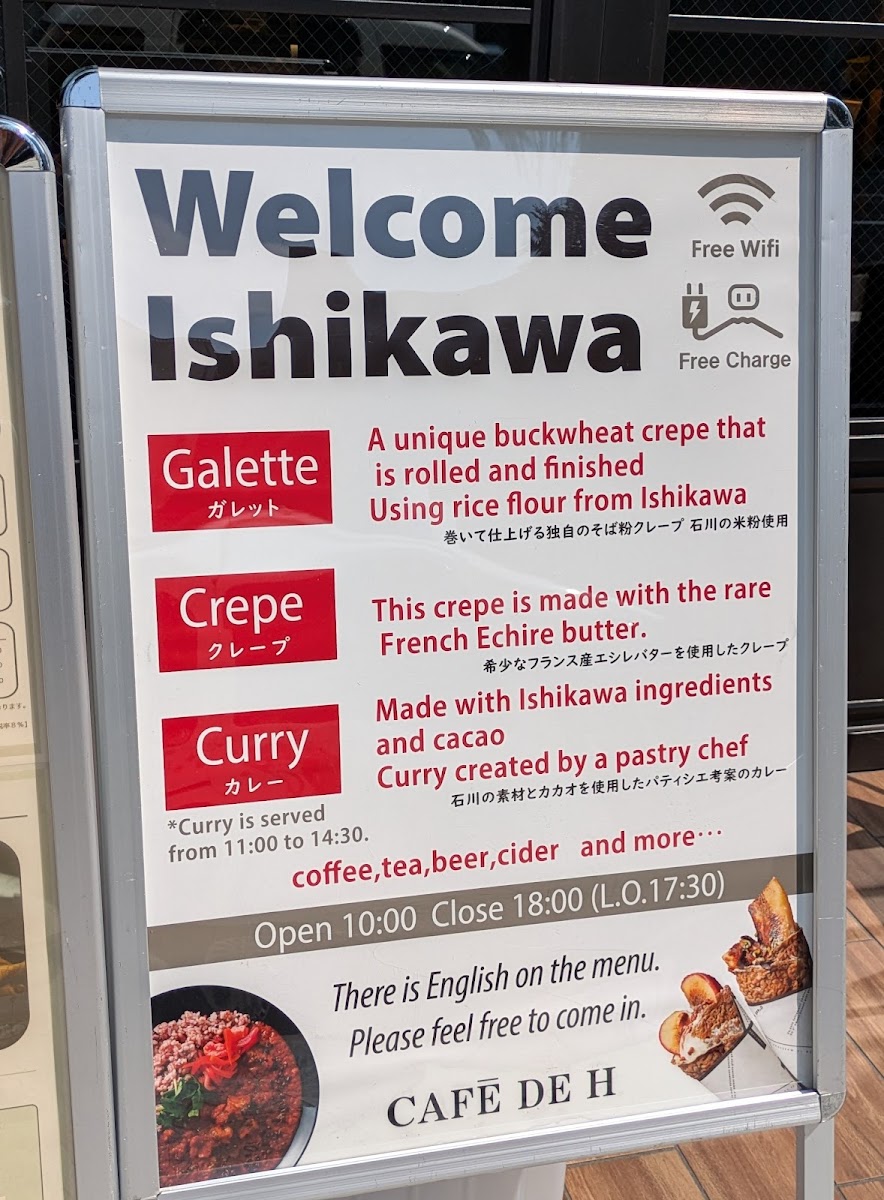 Welcome
Ishikawa
Free Wifi
Free Charge
Galette
ガレット
A unique buckwheat crepe that
is rolled and finished
Using rice flour from Ishikawa
巻いて仕上げる独自のそば粉クレープ 石川の米粉使用
Crepe
クレープ
This crepe is made with the rare
French Echire butter.
希少なフランス産エシレバターを使用したクレープ
Curry
カレー
Made with Ishikawa ingredients
and cacao
Curry created by a pastry chef
石川の素材とカカオを使用したパティシエ考案のカレー
*Curry is served
from 11:00 to 14:30.
coffee,tea,beer,cider and more…
Open 10:00 Close 18:00 (L.O.17:30)
There is English on the menu.
Please feel free to come in.
CAFĒ DE H